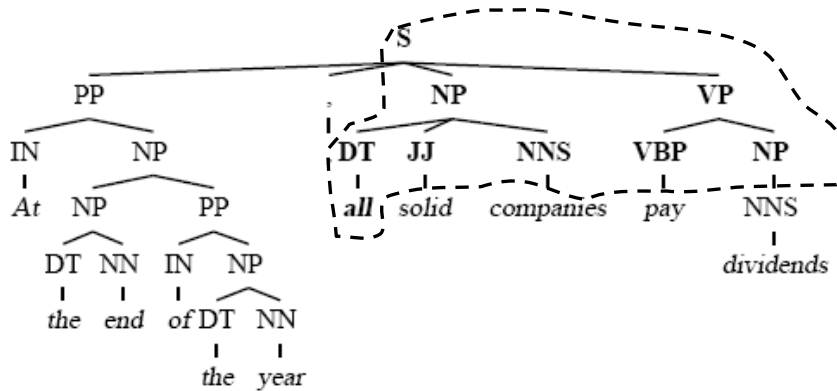 S
PP , NP VP
IN NP DT JJ NNS VBP NP
At NP PP all solid companies pay NNS
DT NN IN NP dividends
the end of DT NN
the year